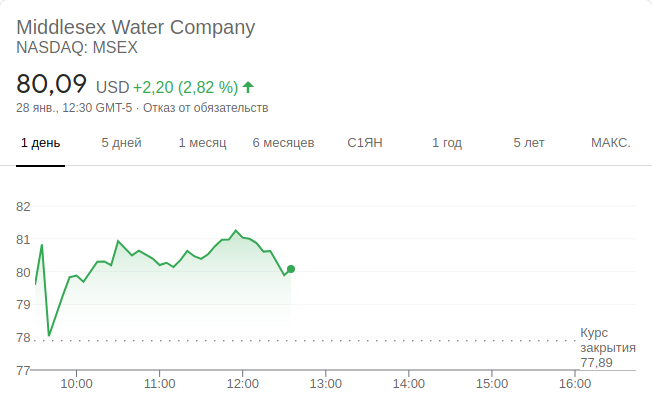 Middlesex Water Company
NASDAQ: MSEX
80,09 USD +2,20 (2,82 %)
28 янв., 12:30 GMT-5 · Отказ от обязательств
1 день 5 дней 1 месяц 6 месяцев С1ЯН 1 год 5 лет МАКС.
82
81
80
79
78
Курс
закрытия
77,89
77
10:00 11:00 12:00 13:00 14:00 15:00 16:00